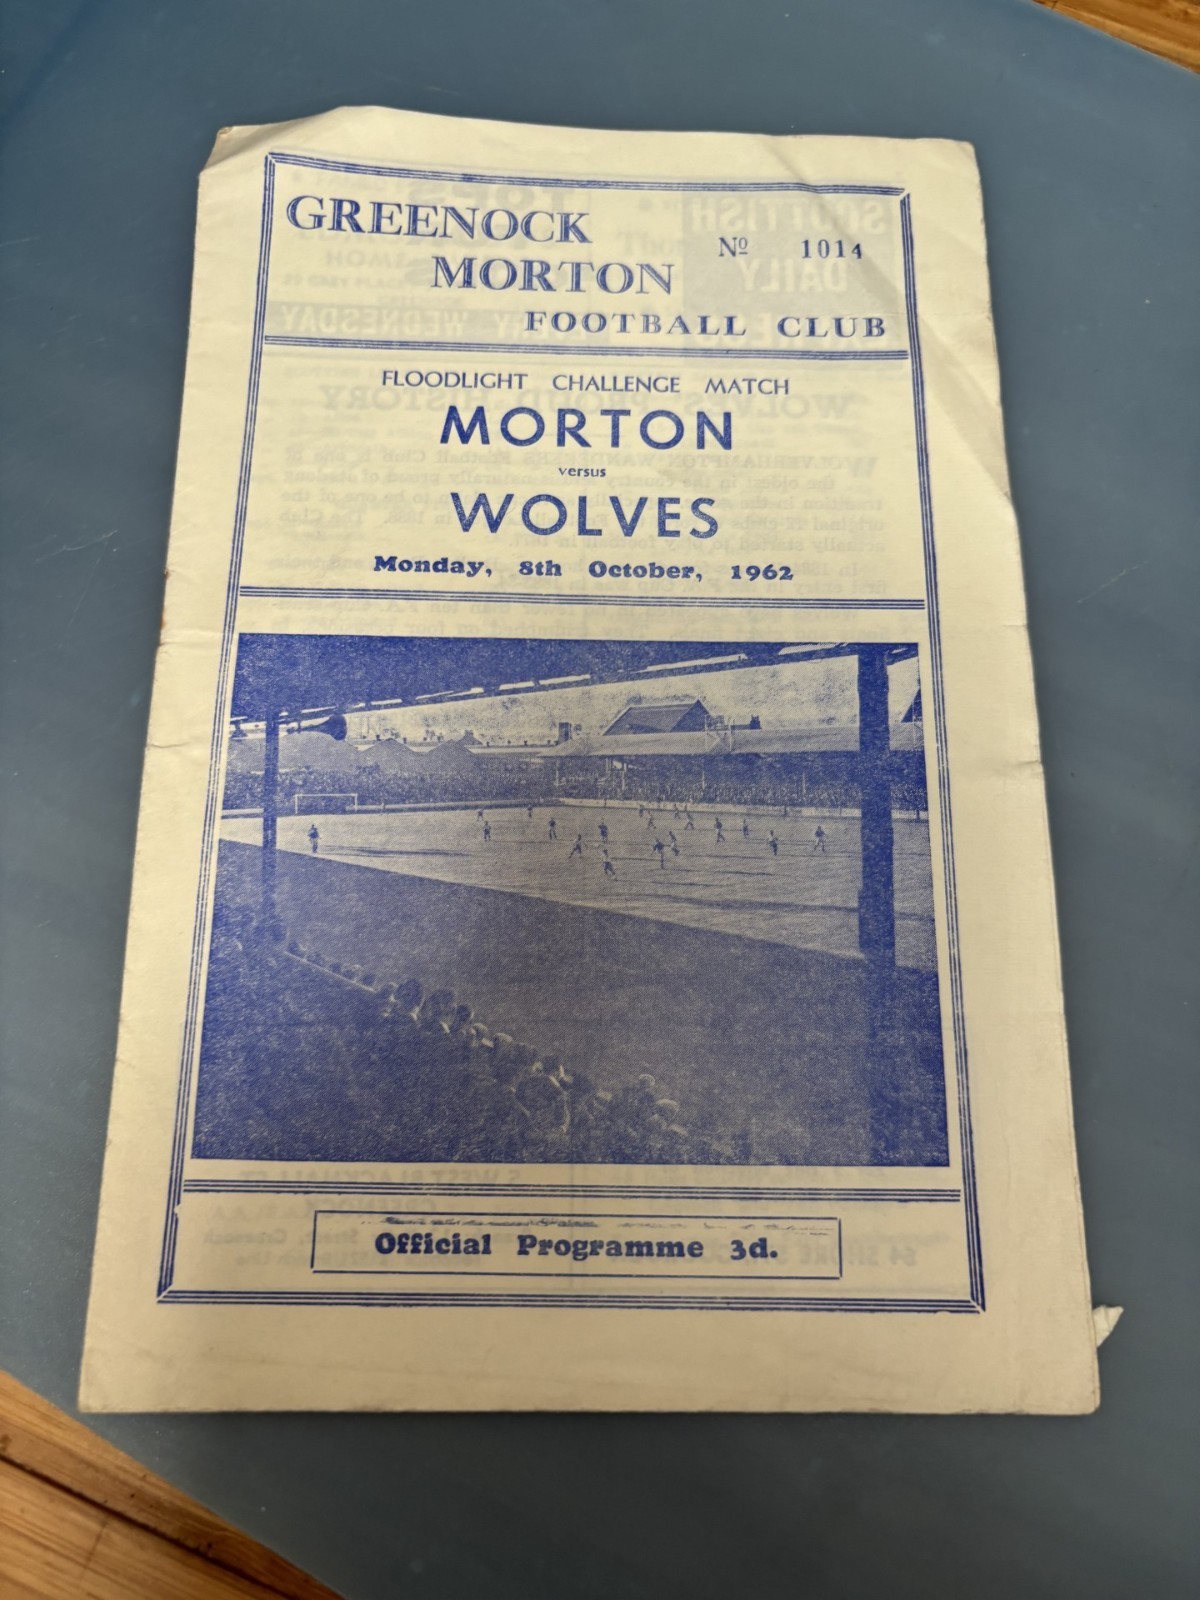 GREENOCK
Nº 1014
MORTON
FOOTBALL CLUB
FLOODLIGHT CHALLENGE MATCH
MORTON
versus
WOLVES
Monday, 8th October, 1962
Official Programme 3d.